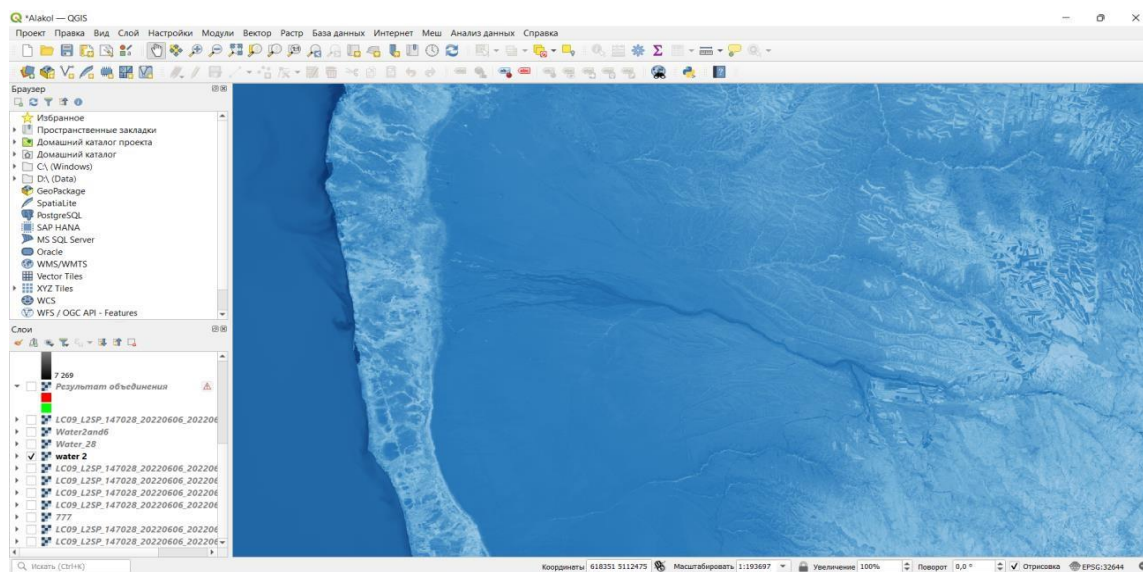 *Alakol — QGIS
Проект Правка Вид Слой Настройки Модули Вектор Растр База данных Интернет Меш Анализ данных Справка
Браузер
Избранное
Пространственные закладки
Домашний каталог проекта
Домашний каталог
C:\ (Windows)
D:\ (Data)
GeoPackage
SpatiaLite
PostgreSQL
SAP HANA
MS SQL Server
Oracle
WMS/WMTS
Vector Tiles
XYZ Tiles
WCS
WFS / OGC API - Features
Слои
7 269
Результат объединения
LC09_L2SP_147028_20220606_202206
Water2and6
Water_28
water 2
LC09_L2SP_147028_20220606_202206
LC09_L2SP_147028_20220606_202206
LC09_L2SP_147028_20220606_202206
LC09_L2SP_147028_20220606_202206
777
LC09_L2SP_147028_20220606_202206
LC09_L2SP_147028_20220606_202206
Искать (Ctrl+K) Координаты 618351 5112475 Масштабировать 1:193697 Увеличение 100% Поворот 0,0 ° Отрисовка EPSG:32644